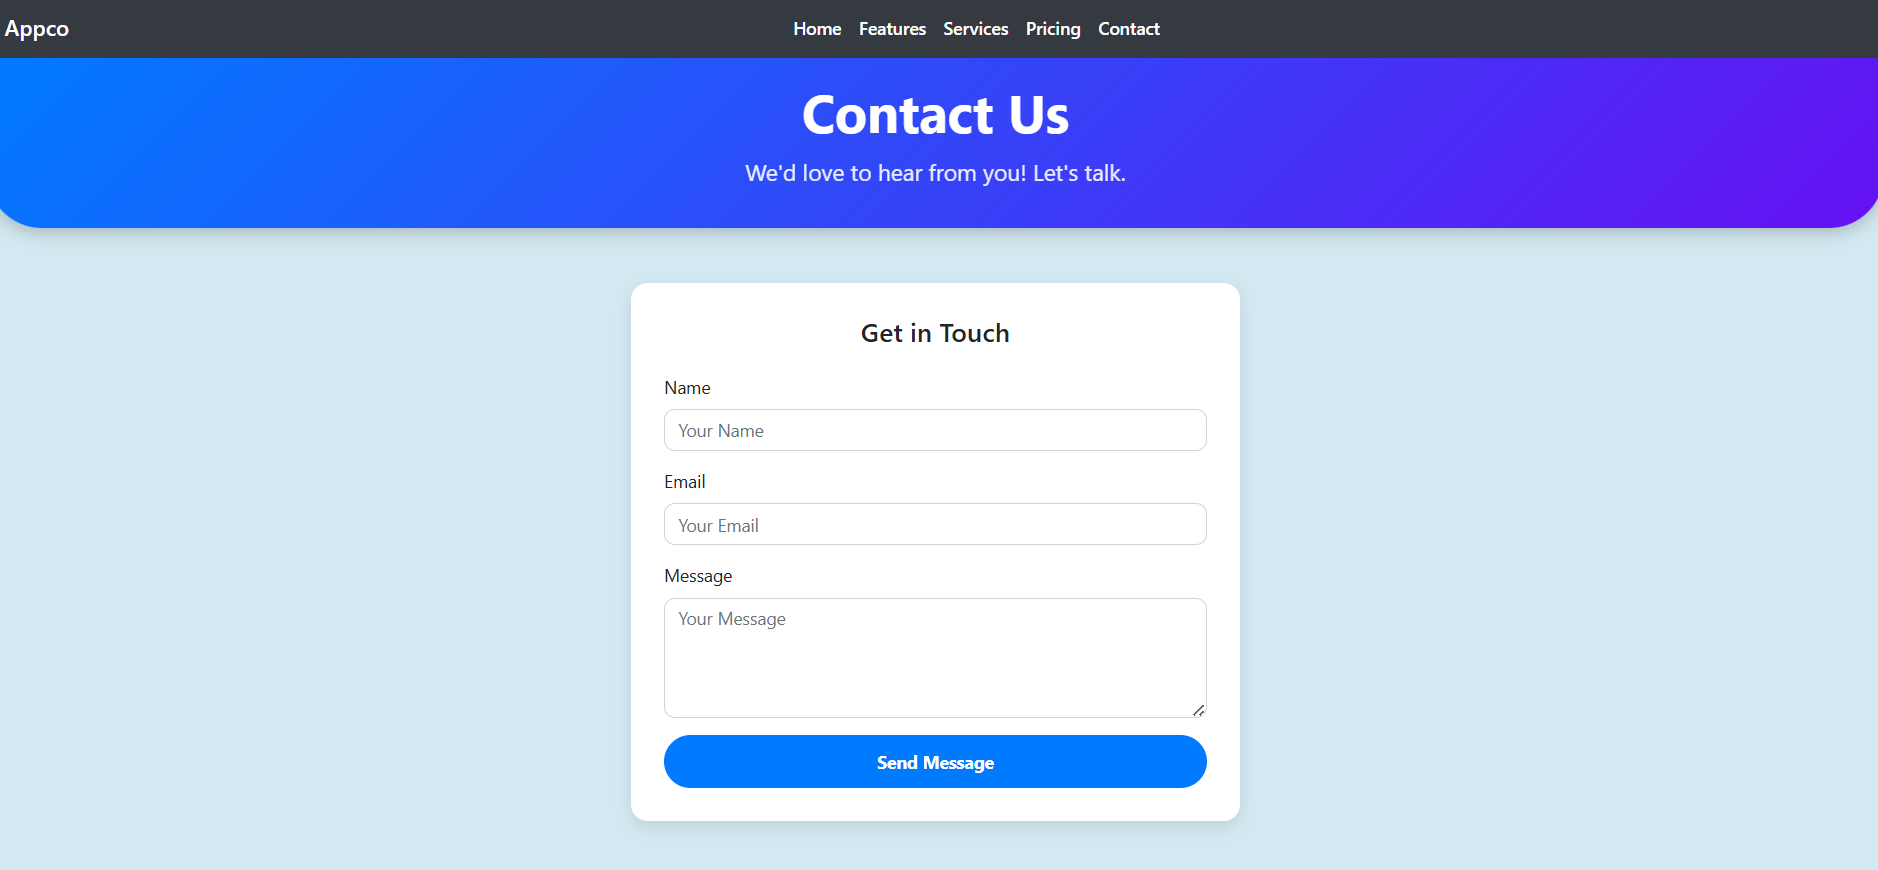 Appco
Home Features Services Pricing Contact
Contact Us
We'd love to hear from you! Let's talk.
Get in Touch
Name
Your Name
Email
Your Email
Message
Your Message
Send Message